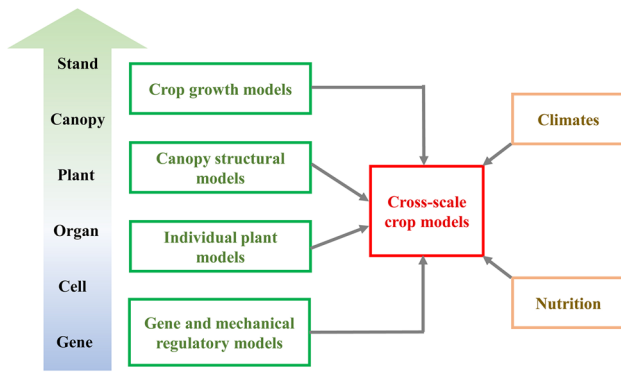 Stand
Canopy
Plant
Organ
Cell
Gene
Crop growth models
Canopy structural
models
Individual plant
models
Gene and mechanical
regulatory models
Cross-scale
crop models
Climates
Nutrition